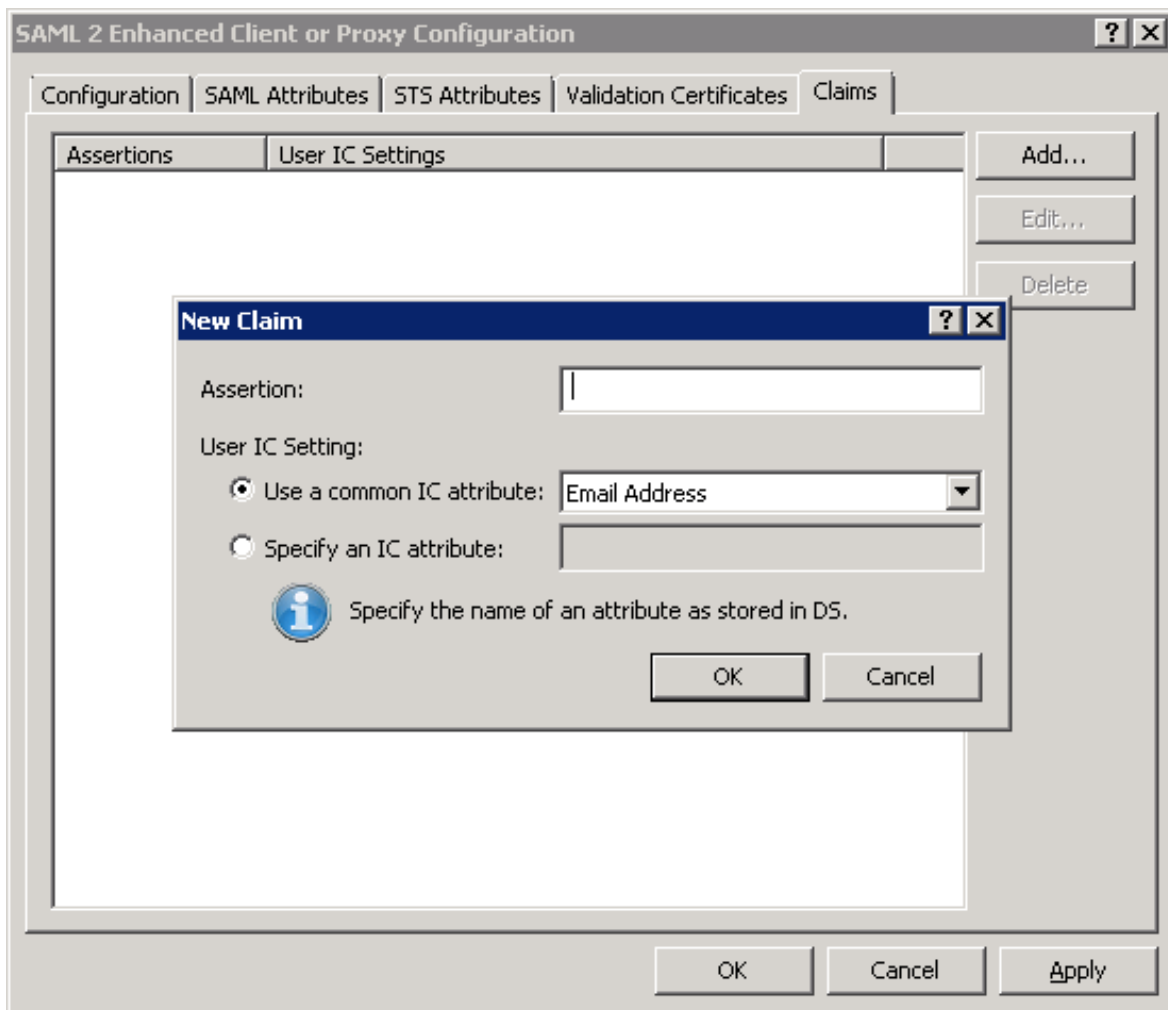 SAML 2 Enhanced Client or Proxy Configuration
Configuration SAML Attributes STS Attributes Validation Certificates Claims
Assertions User IC Settings
Add...
Edit...
Delete
New Claim
Assertion:
User IC Setting:
Use a common IC attribute: Email Address
Specify an IC attribute:
Specify the name of an attribute as stored in DS.
OK Cancel
OK Cancel Apply